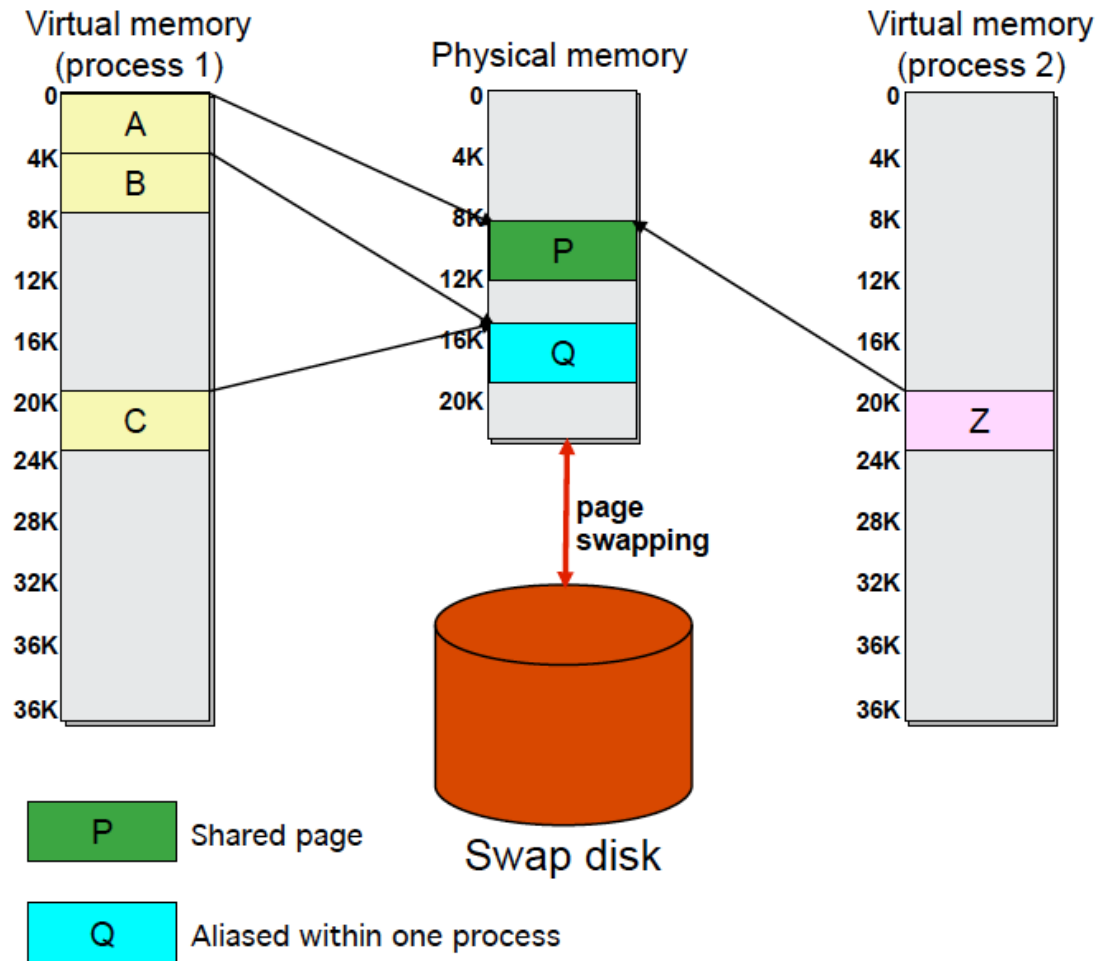 Virtual memory
(process 1)
0
A
4K
B
8K
12K
16K
20K
C
24K
28K
32K
36K
36K
Physical memory
0
4K
8K
P
12K
16K
Q
20K
page
swapping
Swap disk
Virtual memory
(process 2)
0
4K
8K
12K
16K
20K
Z
24K
28K
32K
36K
36K
P Shared page
Q Aliased within one process